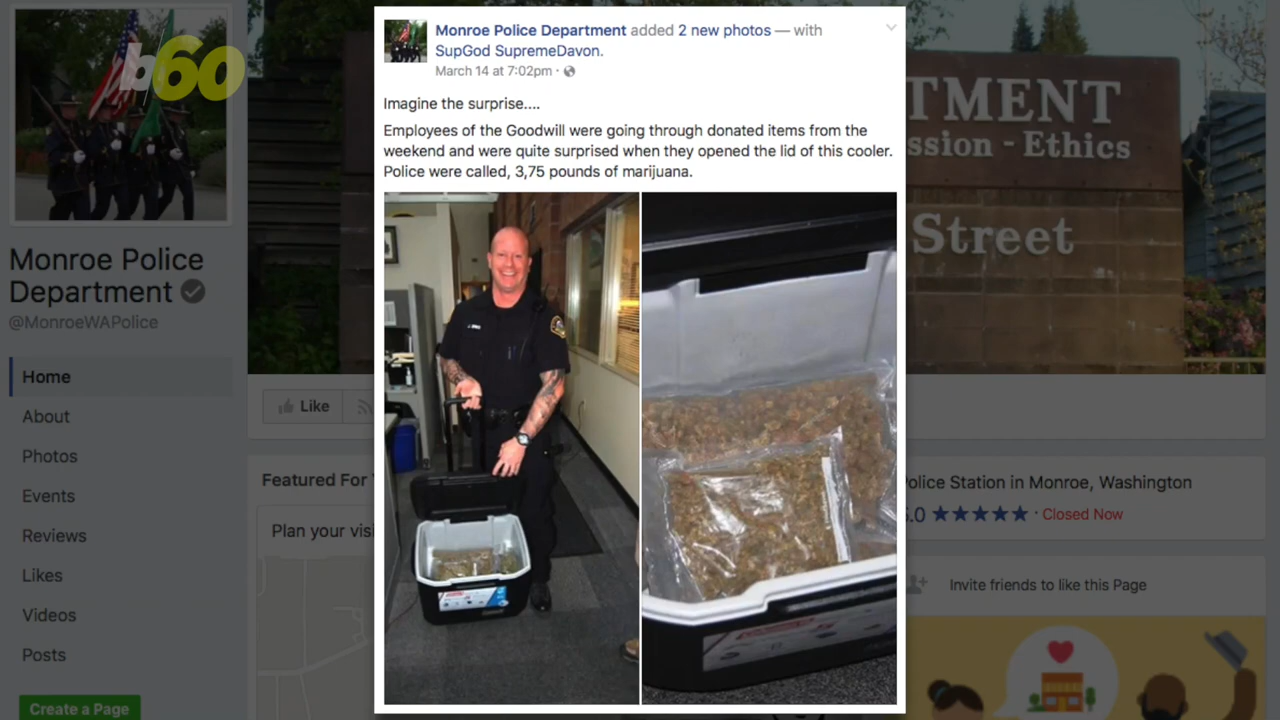 b60
Monroe Police
Department
@MonroeWAPolice
Home
About
Photos
Events
Reviews
Likes
Videos
Posts
Create a Page
Monroe Police Department added 2 new photos — with
SupGod SupremeDavon.
March 14 at 7:02pm ·
Imagine the surprise....
Employees of the Goodwill were going through donated items from the
weekend and were quite surprised when they opened the lid of this cooler.
Police were called, 3,75 pounds of marijuana.
TMENT
ssion - Ethics
Street
Like
Featured For
Plan your visi
olice Station in Monroe, Washington
.0 ★★★★★ · Closed Now
Invite friends to like this Page